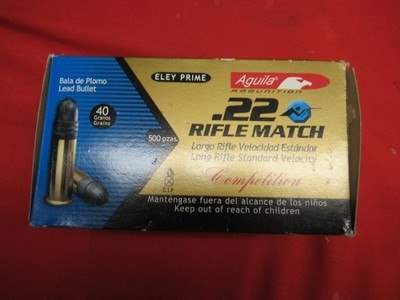 Bala de Plomo
Lead Bullet
ELEY PRIME
Aguila®
AMMUNITION
40
Granos
Grains
500 pzas.
.22
RIFLE MATCH
Largo Rifle Velocidad Estándar
Long Rifle Standard Velocity
Competition
Manténgase fuera del alcance de los niños
Keep out of reach of children